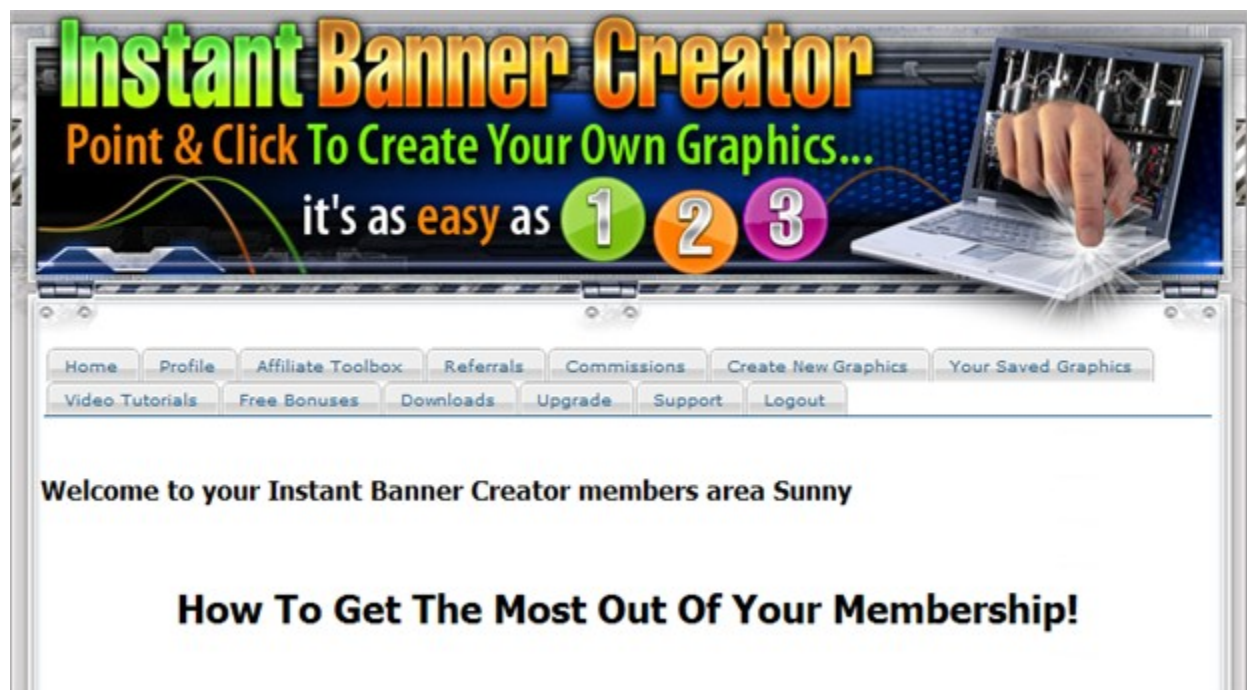 Instant Banner Creator
Point & Click To Create Your Own Graphics...
it's as easy as 1 2 3
Home Profile Affiliate Toolbox Referrals Commissions Create New Graphics Your Saved Graphics
Video Tutorials Free Bonuses Downloads Upgrade Support Logout
Welcome to your Instant Banner Creator members area Sunny
How To Get The Most Out Of Your Membership!